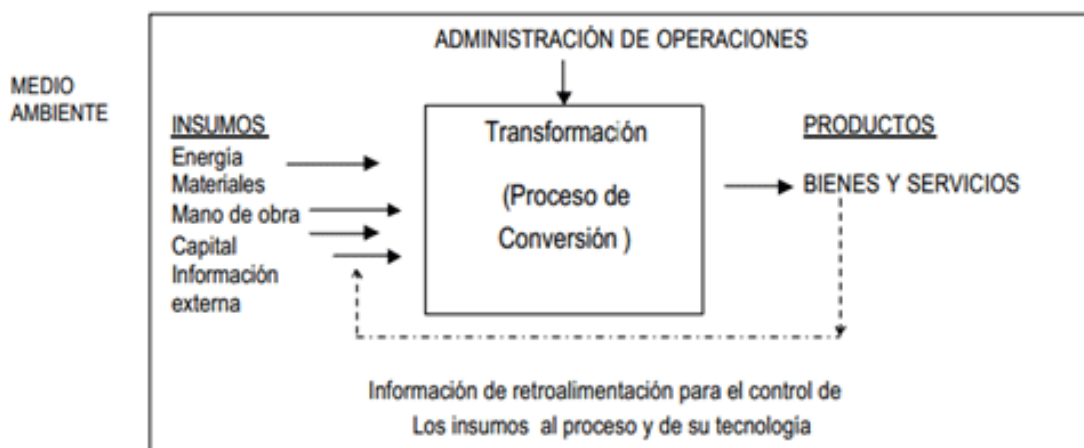 ADMINISTRACIÓN DE OPERACIONES
MEDIO
AMBIENTE
INSUMOS
Energía
Materiales
Mano de obra
Capital
Información
externa
Transformación
(Proceso de
Conversión )
PRODUCTOS
BIENES Y SERVICIOS
Información de retroalimentación para el control de
Los insumos al proceso y de su tecnología